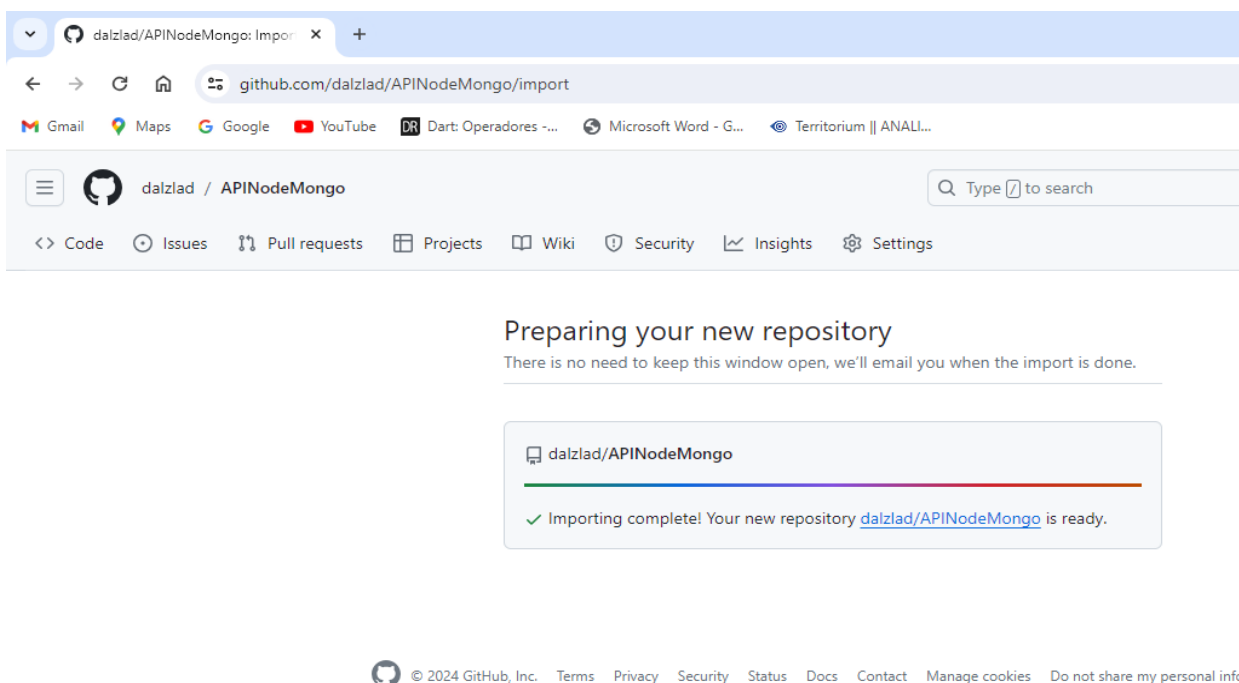 dalzlad/APINodeMongo: Impor
github.com/dalzlad/APINodeMongo/import
Gmail Maps Google YouTube DR Dart: Operadores -... Microsoft Word - G... Territorium || ANALI...
dalzlad / APINodeMongo Type / to search
<> Code Issues Pull requests Projects Wiki Security Insights Settings
Preparing your new repository
There is no need to keep this window open, we'll email you when the import is done.
dalzlad/APINodeMongo
Importing complete! Your new repository dalzlad/APINodeMongo is ready.
© 2024 GitHub, Inc. Terms Privacy Security Status Docs Contact Manage cookies Do not share my personal info